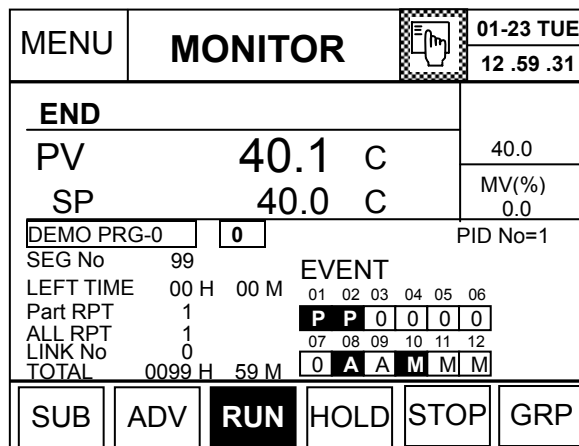 MENU MONITOR 01-23 TUE
12 .59 .31
END
PV 40.1 C 40.0
SP 40.0 C MV(%)
0.0
DEMO PRG-0 0 PID No=1
SEG No 99
EVENT
LEFT TIME 00 H 00 M
01 02 03 04 05 06
Part RPT 1
P P 0 0 0 0
ALL RPT 1
07 08 09 10 11 12
LINK No 0
0 A A M M M
TOTAL 0099 H 59 M
SUB ADV RUN HOLD STOP GRP